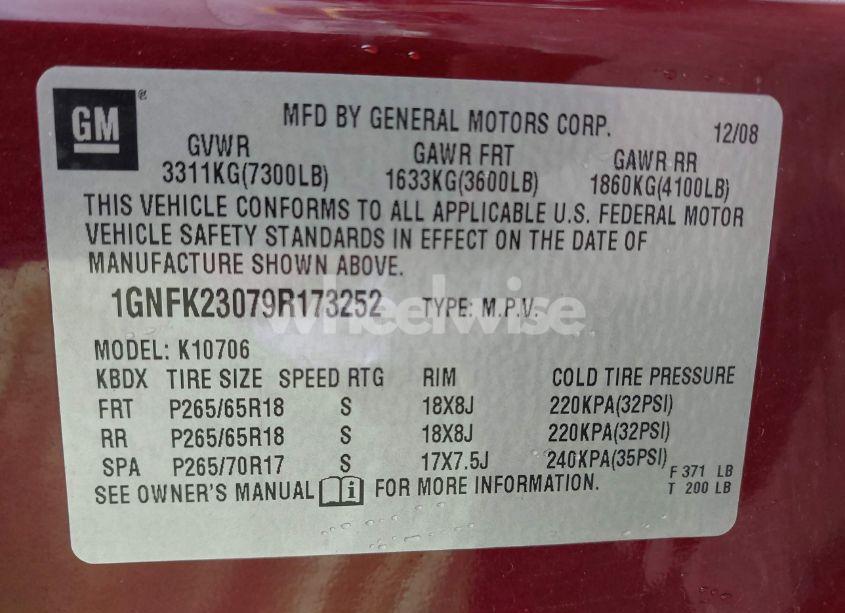 GM ® MFD BY GENERAL MOTORS CORP. 12/08
GVWR GAWR FRT GAWR RR
3311KG(7300LB) 1633KG(3600LB) 1860KG(4100LB)
THIS VEHICLE CONFORMS TO ALL APPLICABLE U.S. FEDERAL MOTOR
VEHICLE SAFETY STANDARDS IN EFFECT ON THE DATE OF
MANUFACTURE SHOWN ABOVE.
1GNFK23079R173252 TYPE: M.P.V.
wheelwise
MODEL: K10706
KBDX TIRE SIZE SPEED RTG RIM COLD TIRE PRESSURE
FRT P265/65R18 S 18X8J 220KPA(32PSI)
RR P265/65R18 S 18X8J 220KPA(32PSI)
SPA P265/70R17 S 17X7.5J 240KPA(35PSI) F 371 LB
SEE OWNER'S MANUAL i FOR MORE INFORMATION. T 200 LB